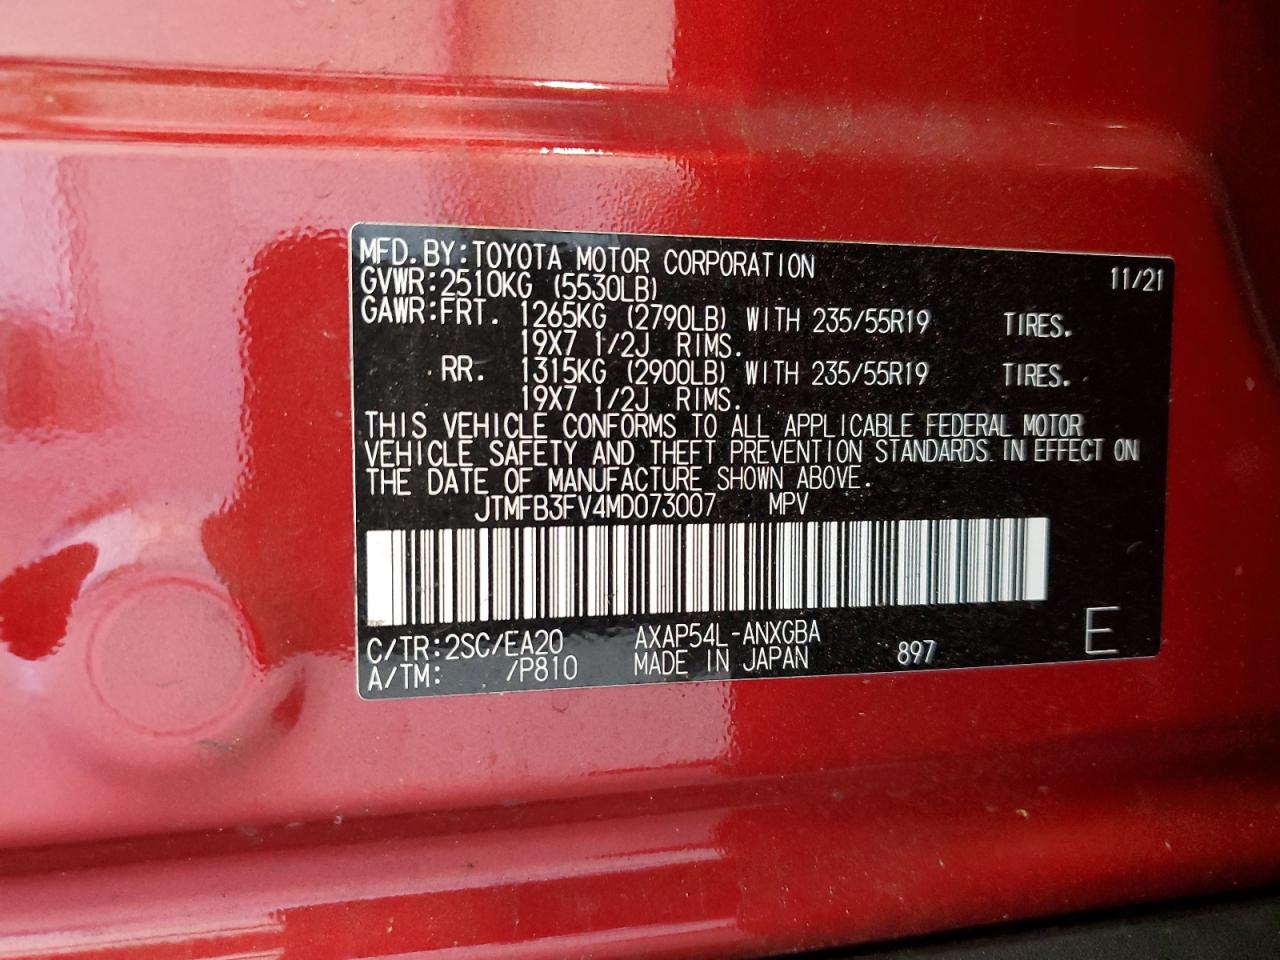 MFD. BY: TOYOTA MOTOR CORPORATION 11/21
GVWR: 2510KG (5530LB)
GAWR: FRT. 1265KG (2790LB) WITH 235/55R19 TIRES.
19X7 1/2J RIMS.
RR. 1315KG (2900LB) WITH 235/55R19 TIRES.
19X7 1/2J RIMS.
THIS VEHICLE CONFORMS TO ALL APPLICABLE FEDERAL MOTOR
VEHICLE SAFETY AND THEFT PREVENTION STANDARDS IN EFFECT ON
THE DATE OF MANUFACTURE SHOWN ABOVE.
JTMFB3FV4MD073007 MPV
C/TR: 2SC/EA20 AXAP54L-ANXGBA
A/TM: /P810 MADE IN JAPAN 897 E